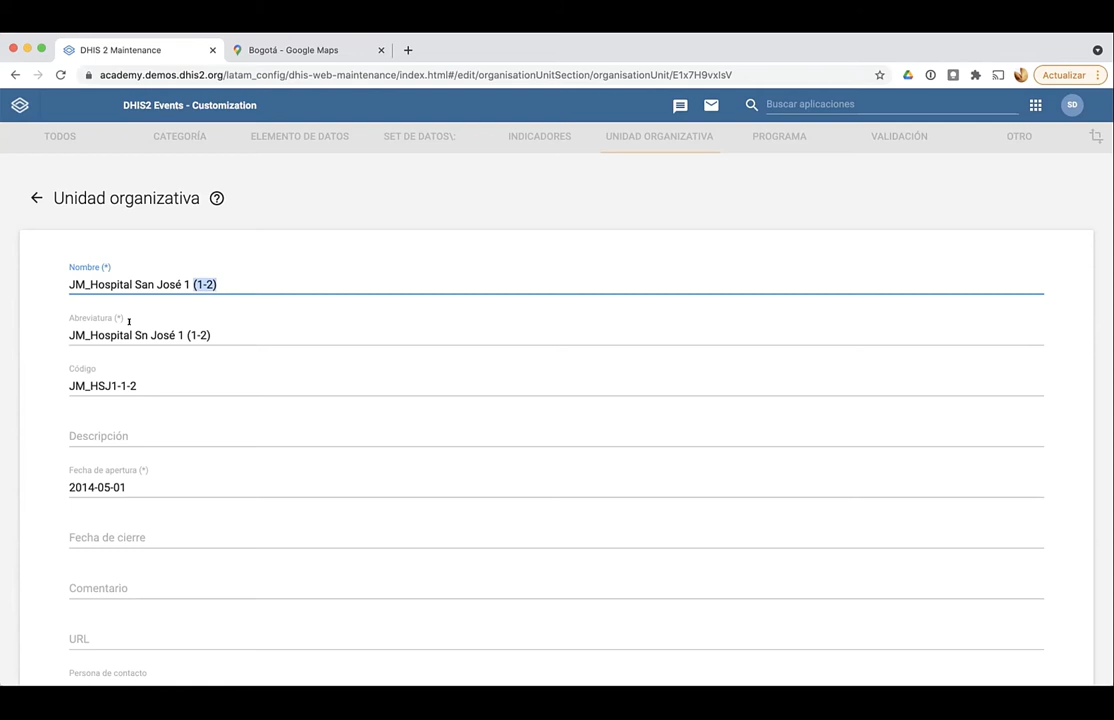 DHIS 2 Maintenance
Bogotá - Google Maps
academy.demos.dhis2.org/latam_config/dhis-web-maintenance/index.html#/edit/organisationUnitSection/organisationUnit/E1x7H9vxIsV
Actualizar
DHIS2 Events - Customization
Buscar aplicaciones
SD
TODOS
CATEGORÍA
ELEMENTO DE DATOS
SET DE DATOS\:
INDICADORES
UNIDAD ORGANIZATIVA
PROGRAMA
VALIDACIÓN
OTRO
Unidad organizativa
Nombre (*)
JM_Hospital San José 1 (1-2)
Abreviatura (*)
JM_Hospital Sn José 1 (1-2)
Código
JM_HSJ1-1-2
Descripción
Fecha de apertura (*)
2014-05-01
Fecha de cierre
Comentario
URL
Persona de contacto